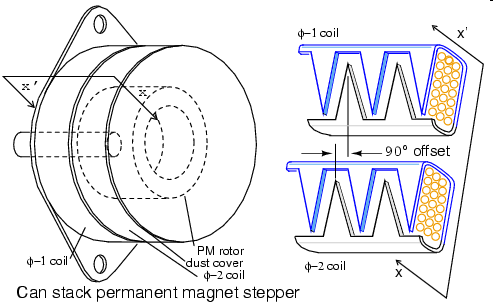 ϕ-1 coil
x'
x'
x
90° offset
ϕ-2 coil
x
PM rotor
dust cover
ϕ-1 coil
ϕ-2 coil
Can stack permanent magnet stepper